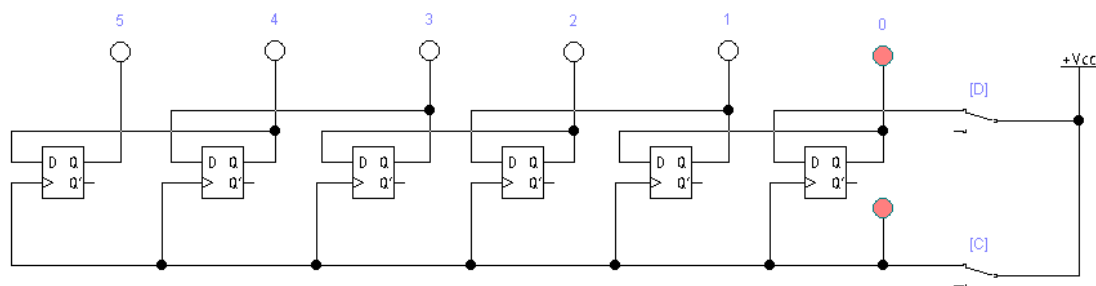 5 4 3 2 1 0
+Vcc
[D]
D Q D Q D Q D Q D Q D Q
Q' Q' Q' Q' Q' Q'
[C]